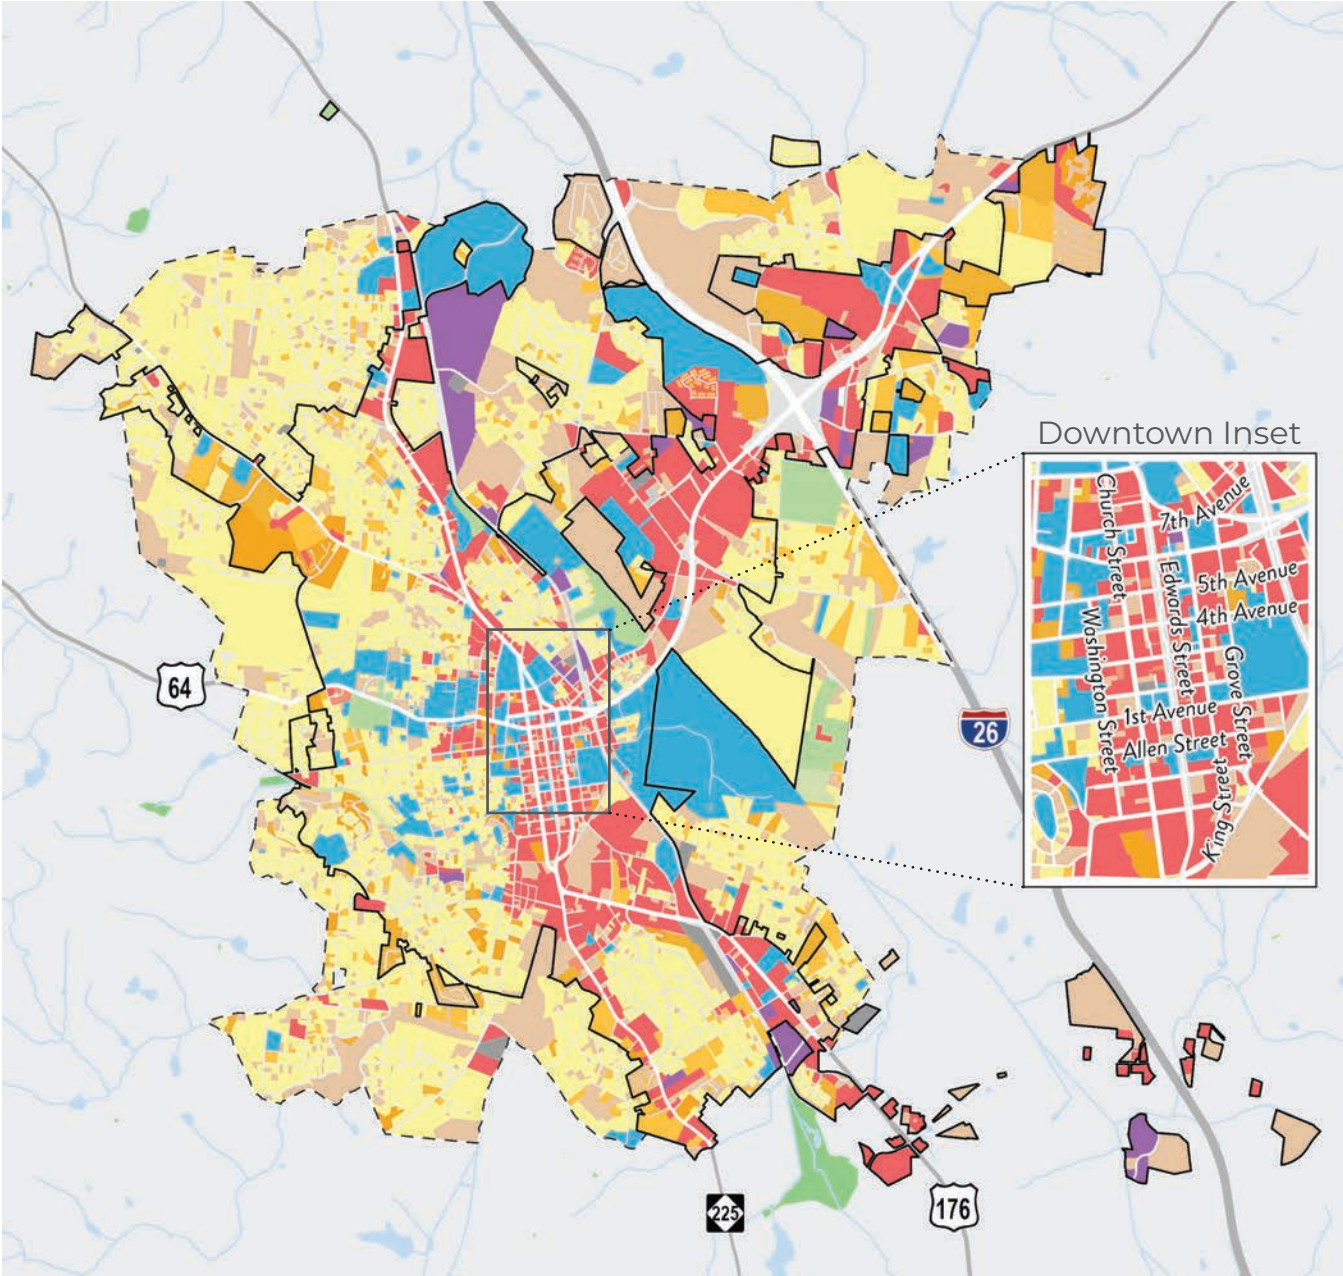 Downtown Inset
Church Street
7th Avenue
Edwards Street
5th Avenue
4th Avenue
Washington Street
Grove Street
1st Avenue
Allen Street
King Street
64
26
225
176